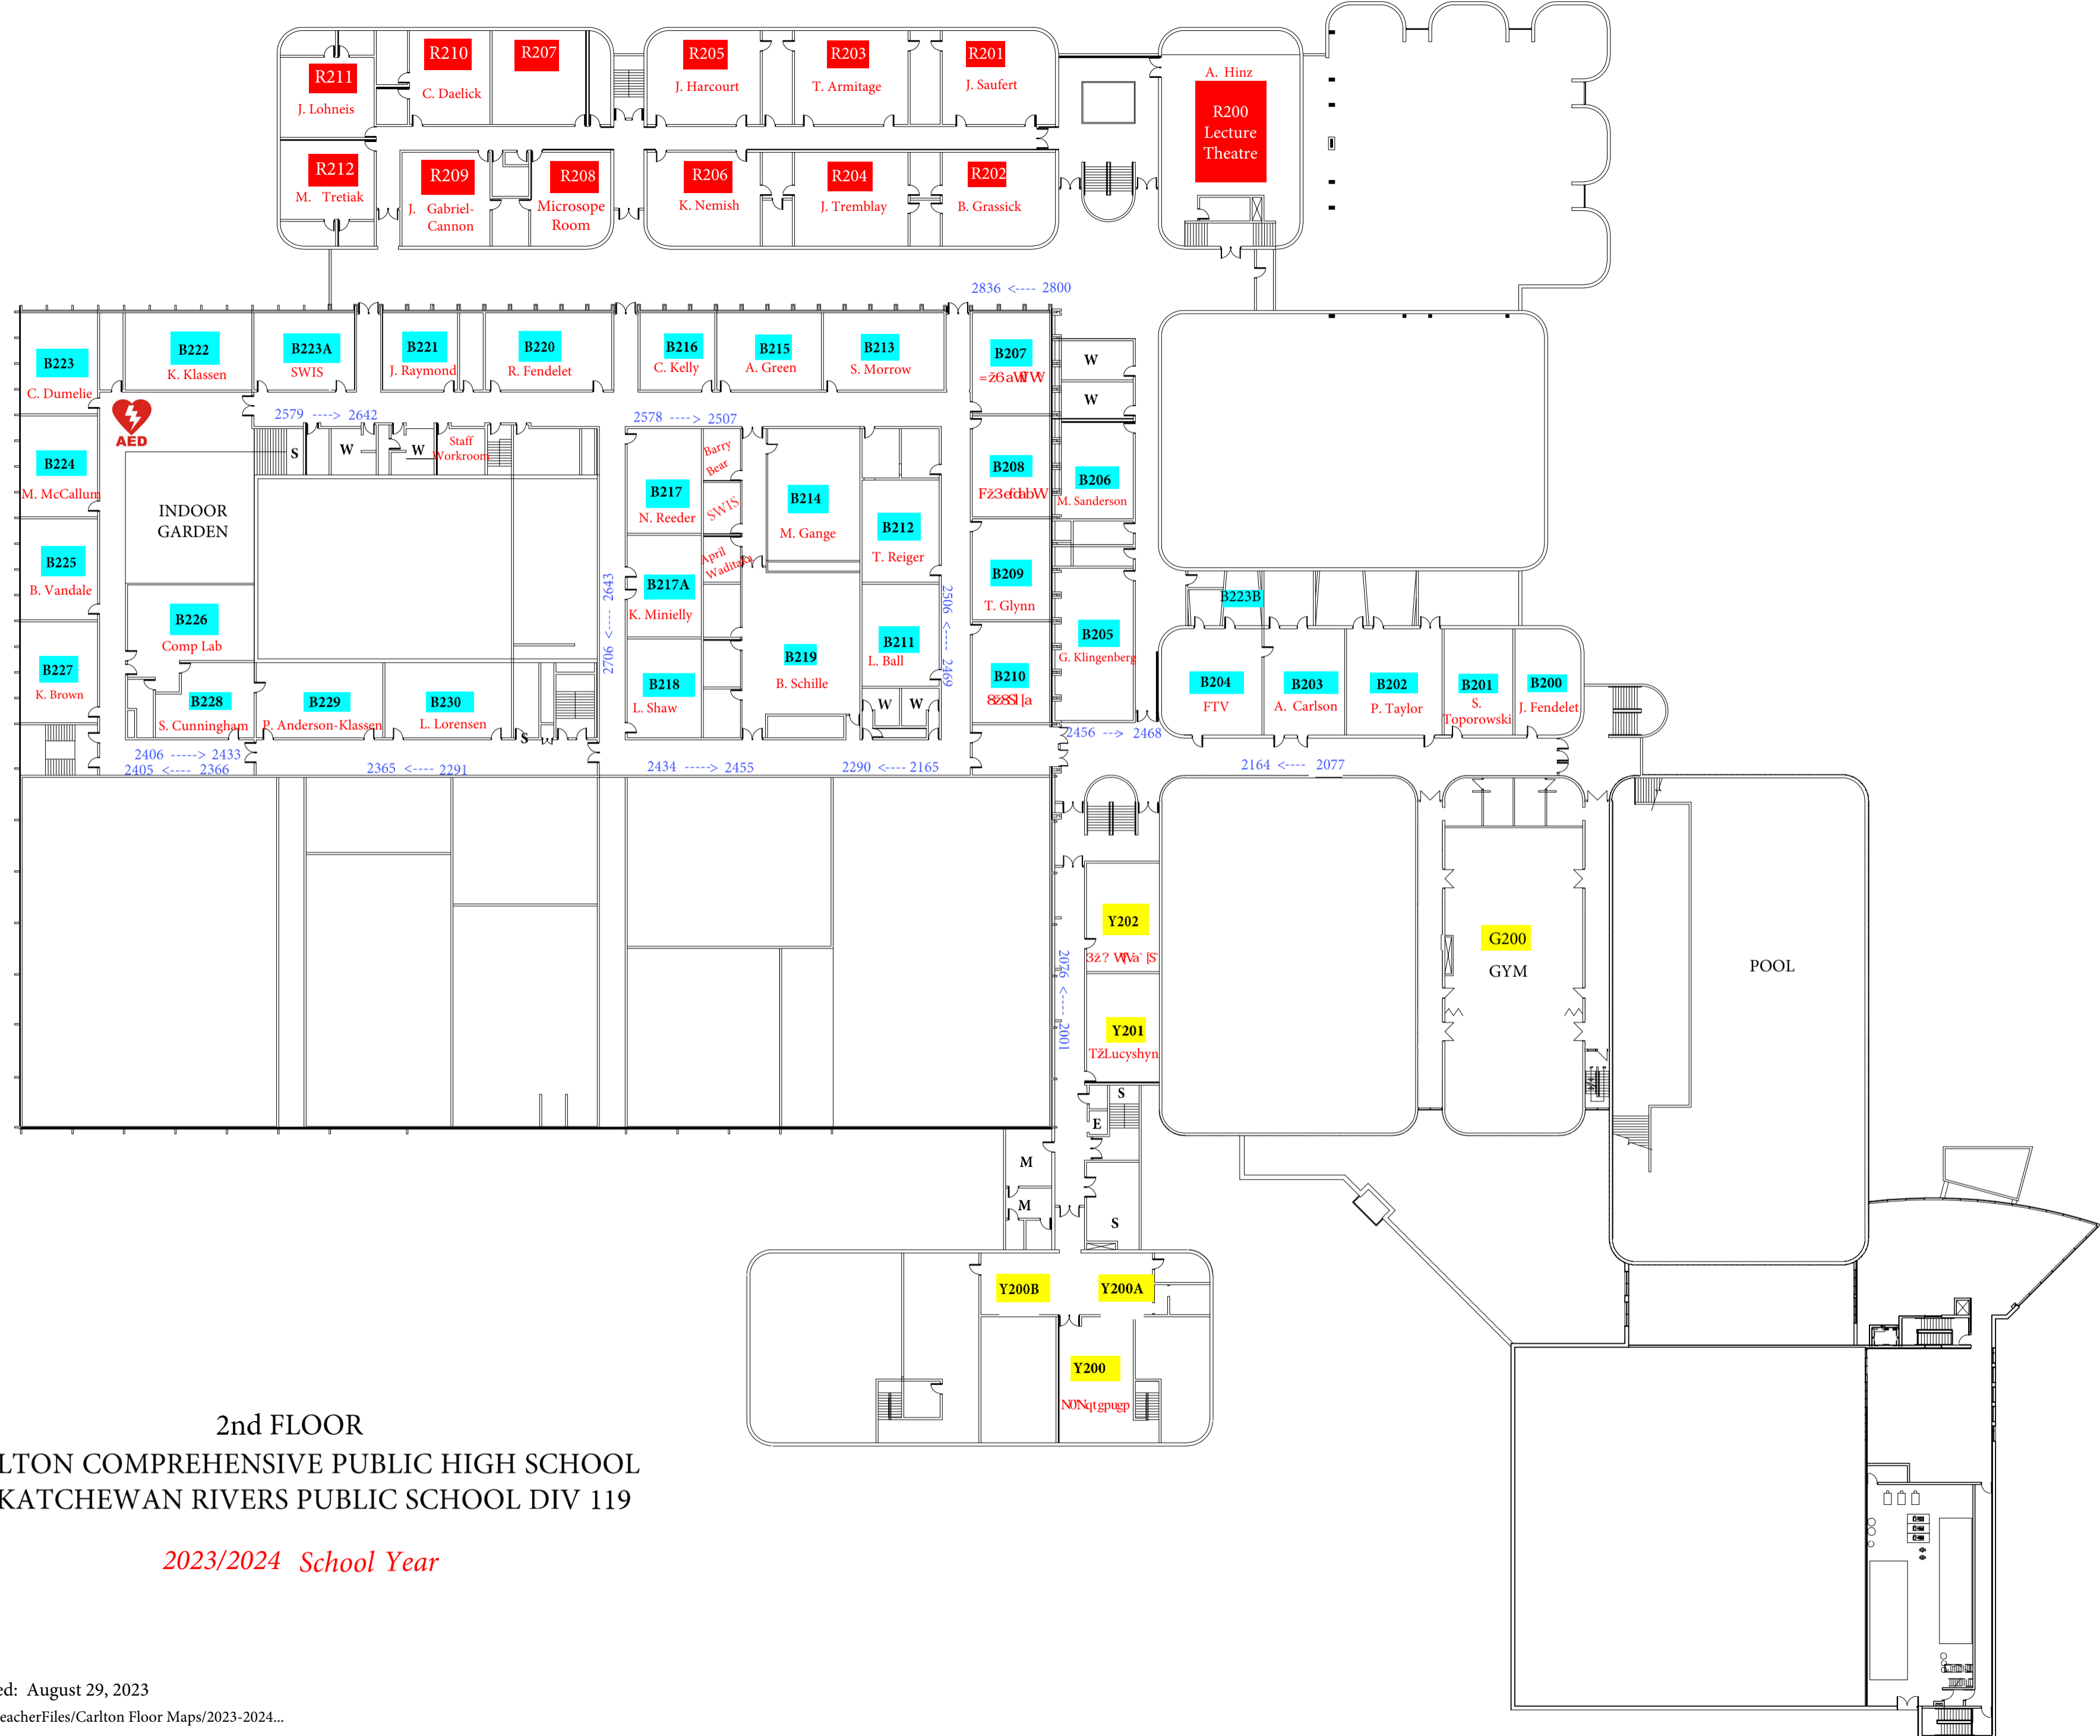 R210
R207
R205
R203
R201
A. Hinz
R211
J. Lohneis
C. Daelick
J. Harcourt
T. Armitage
J. Saufert
R200
Lecture
Theatre
R212
M. Tretiak
R209
J. Gabriel-
Cannon
R208
Microsope
Room
R206
K. Nemish
R204
J. Tremblay
R202
B. Grassick
2836 <---- 2800
B223
C. Dumelie
B222
K. Klassen
B223A
SWIS
B221
J. Raymond
B220
R. Fendelet
B216
C. Kelly
B215
A. Green
B213
S. Morrow
B207
W
W
AED
2579 ----> 2642
2578 ----> 2507
S
W
W
Staff
Workroom
Barry
Bear
B224
M. McCallum
INDOOR
GARDEN
B217
N. Reeder
SWIS
B214
M. Gange
B212
T. Reiger
B208
B206
M. Sanderson
B225
B. Vandale
2706 <---- 2643
B217A
K. Minielly
April
2506 <---- 2469
B209
T. Glynn
B223B
B226
Comp Lab
B219
B. Schille
B211
L. Ball
B205
G. Klingenberg
B227
K. Brown
B228
S. Cunningham
B229
P. Anderson-Klassen
B230
L. Lorensen
S
B218
L. Shaw
W
W
B210
B204
FTV
B203
A. Carlson
B202
P. Taylor
B201
S.
Toporowski
B200
J. Fendelet
2406 -----> 2433
2405 <---- 2366
2365 <---- 2291
2434 -----> 2455
2290 <---- 2165
2456 --> 2468
2164 <---- 2077
Y202
2076 <---- 2001
G200
GYM
POOL
Y201
TžLucyshyn
S
E
M
M
S
Y200B
Y200A
Y200
2nd FLOOR
LTON COMPREHENSIVE PUBLIC HIGH SCHOOL
KATCHEWAN RIVERS PUBLIC SCHOOL DIV 119
2023/2024 School Year
ed: August 29, 2023
eacherFiles/Carlton Floor Maps/2023-2024...